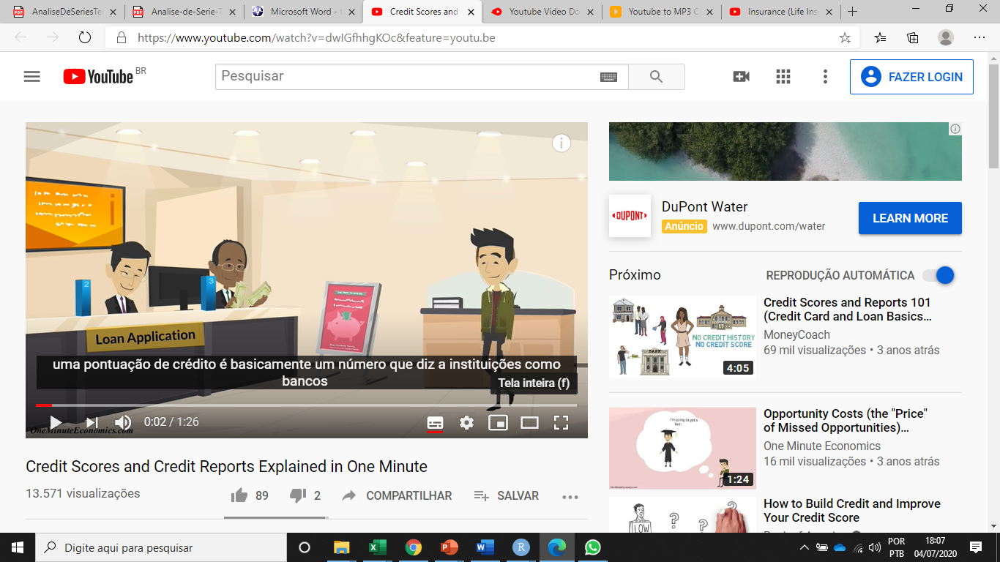 AnaliseDeSeriesTe
Analise-de-Serie-T
Microsoft Word -
Credit Scores and
Youtube Video Do
Youtube to MP3 C
Insurance (Life Ins
https://www.youtube.com/watch?v=dwIGfhhgKOc&feature=youtu.be
YouTube BR
Pesquisar
FAZER LOGIN
2
3
Loan Application
uma pontuação de crédito é basicamente um número que diz a instituições como
bancos
Tela inteira (f)
0:02 / 1:26
OneMinuteEconomics.com
Credit Scores and Credit Reports Explained in One Minute
13.571 visualizações
89
2
COMPARTILHAR
SALVAR
DUPONT
DuPont Water
Anúncio www.dupont.com/water
LEARN MORE
Próximo
REPRODUÇÃO AUTOMÁTICA
NO CREDIT HISTORY
NO CREDIT SCORE
BANK
4:05
Credit Scores and Reports 101
(Credit Card and Loan Basics...
MoneyCoach
69 mil visualizações • 3 anos atrás
I'm going to get a
1:24
Opportunity Costs (the "Price"
of Missed Opportunities)...
One Minute Economics
16 mil visualizações • 3 anos atrás
LOW
How to Build Credit and Improve
Your Credit Score
Digite aqui para pesquisar
POR
PTB
18:07
04/07/2020